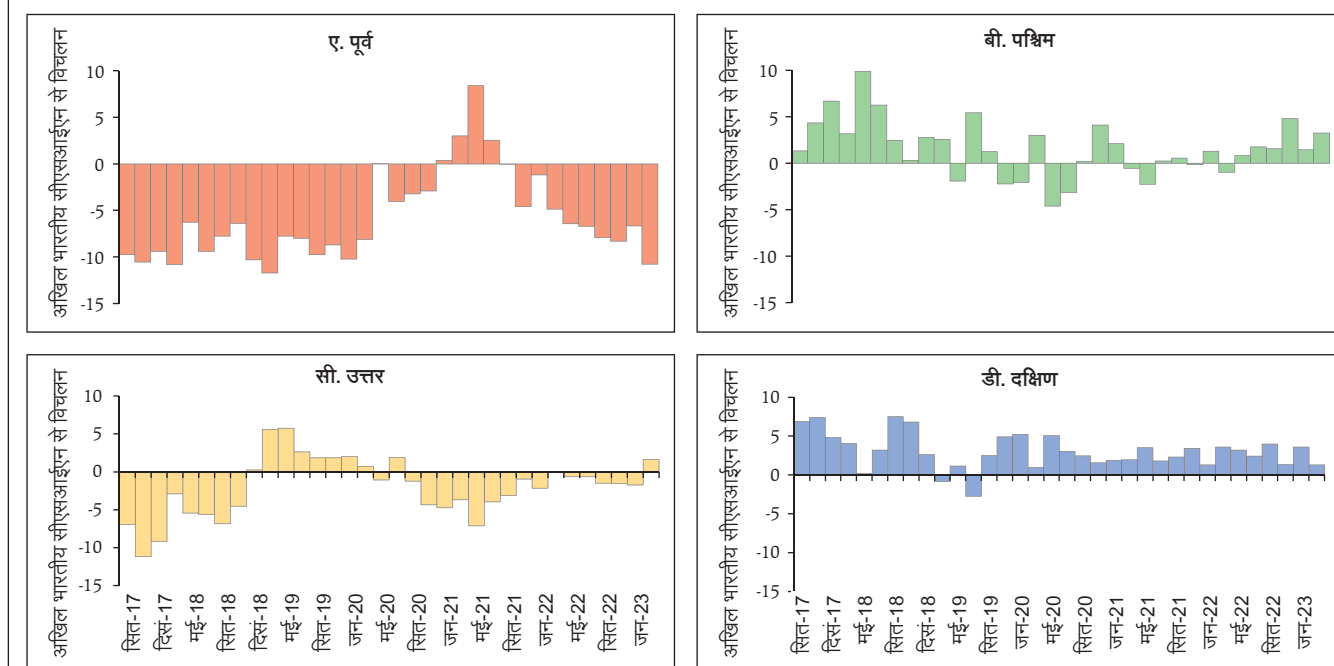 ए. पूर्व
अखिल भारतीय सीएसआईएन से विचलन
10
5
0
-5
-10
-15
बी. पश्चिम
अखिल भारतीय सीएसआईएन से विचलन
10
5
0
-5
-10
-15
सी. उत्तर
अखिल भारतीय सीएसआईएन से विचलन
10
5
0
-5
-10
-15
सित-17
दिसं-17
मई-18
सित-18
दिसं-18
मई-19
सित-19
जन-20
मई-20
सित-20
जन-21
मई-21
सित-21
जन-22
मई-22
सित-22
जन-23
डी. दक्षिण
अखिल भारतीय सीएसआईएन से विचलन
10
5
0
-5
-10
-15
सित-17
दिसं-17
मई-18
सित-18
दिसं-18
मई-19
सित-19
जन-20
मई-20
सित-20
जन-21
मई-21
सित-21
जन-22
मई-22
सित-22
जन-23